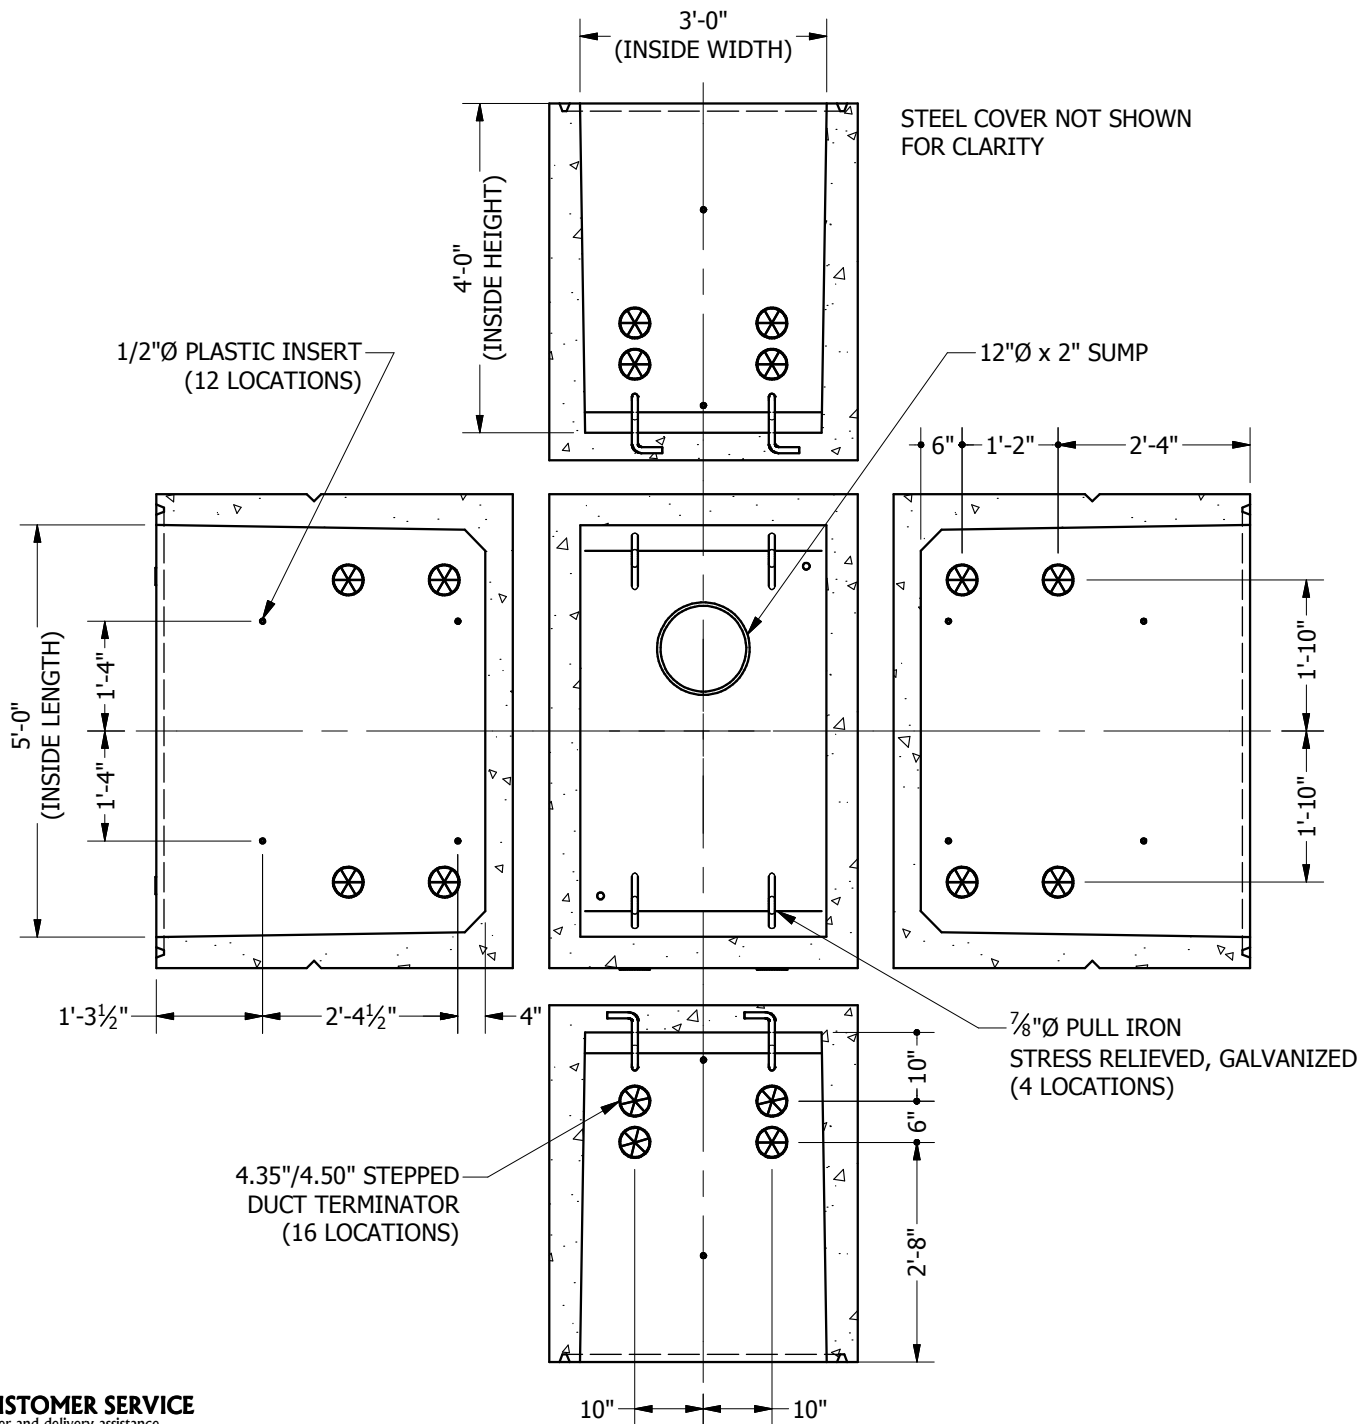 3'-0"
(INSIDE WIDTH)
STEEL COVER NOT SHOWN
FOR CLARITY
4'-0"
(INSIDE HEIGHT)
1/2"Ø PLASTIC INSERT
(12 LOCATIONS)
12"Ø x 2" SUMP
6" 1'-2" 2'-4"
5'-0"
(INSIDE LENGTH)
1'-4"
1'-4"
1'-10"
1'-10"
1'-3½" 2'-4½" 4"
⅞"Ø PULL IRON
STRESS RELIEVED, GALVANIZED
(4 LOCATIONS)
10"
6"
2'-8"
4.35"/4.50" STEPPED
DUCT TERMINATOR
(16 LOCATIONS)
10" 10"
SERVICE
and delivery assistance